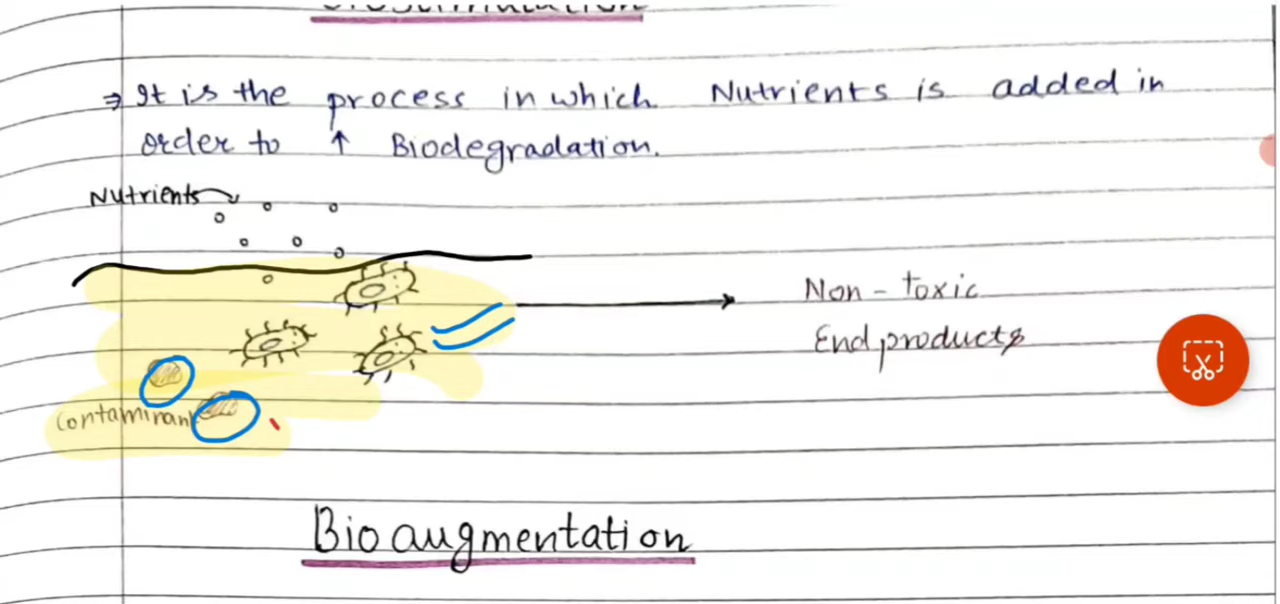 ⇒ It is the process in which Nutrients is added in
order to ↑ Biodegradation.
Nutrients
Non-toxic
End products
Contaminant
Bioaugmentation